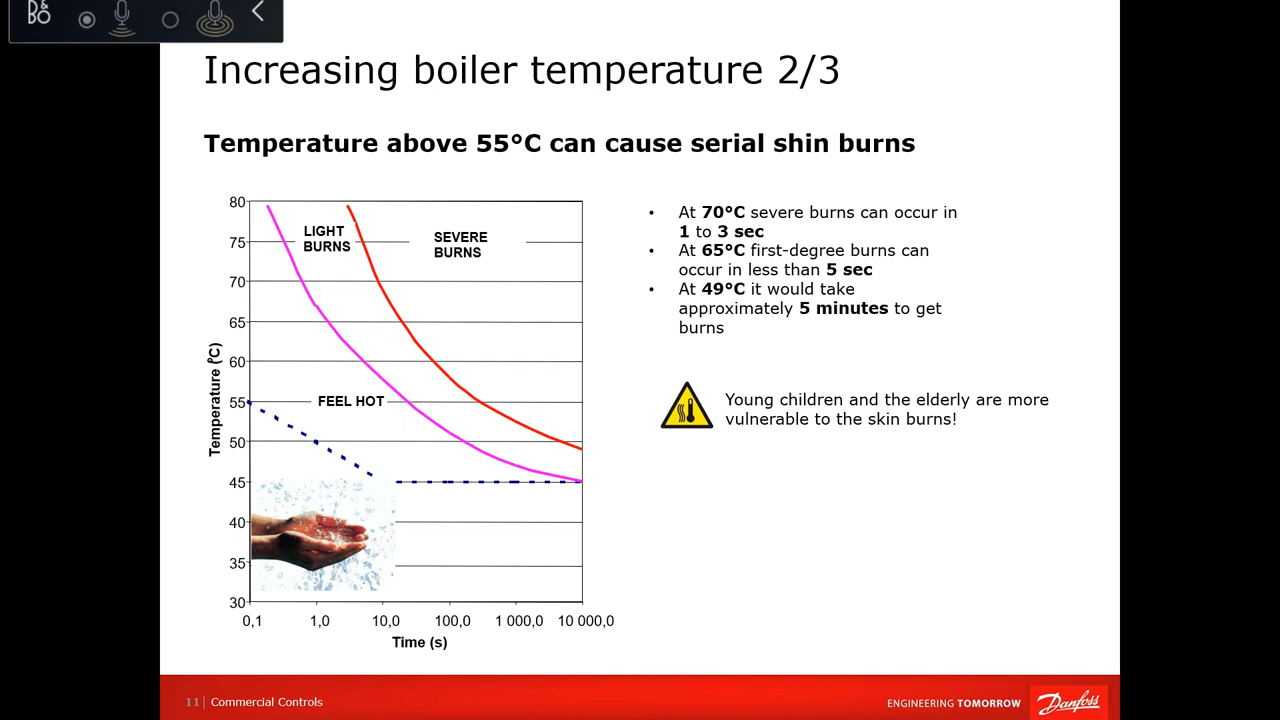 B&O
Increasing boiler temperature 2/3
Temperature above 55°C can cause serial shin burns
80
75
70
65
60
55
50
45
40
35
30
Temperature (ºC)
LIGHT
BURNS
SEVERE
BURNS
FEEL HOT
0,1
1,0
10,0
100,0
1 000,0
10 000,0
Time (s)
• At 70°C severe burns can occur in
1 to 3 sec
• At 65°C first-degree burns can
occur in less than 5 sec
• At 49°C it would take
approximately 5 minutes to get
burns
Young children and the elderly are more
vulnerable to the skin burns!
11 | Commercial Controls
ENGINEERING TOMORROW
Danfoss